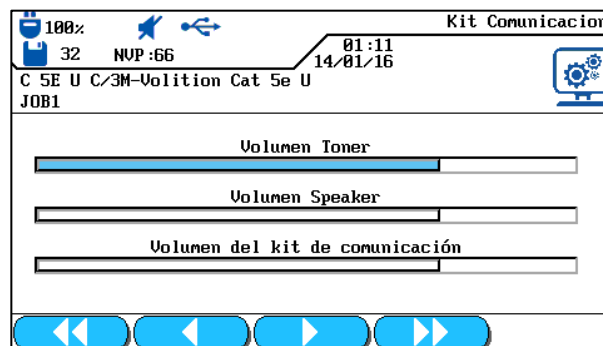 100% Kit Comunicacion
32 NVP:66 01:11
14/01/16
C 5E U C/3M-Volition Cat 5e U
JOB1
Volumen Toner
Volumen Speaker
Volumen del kit de comunicación